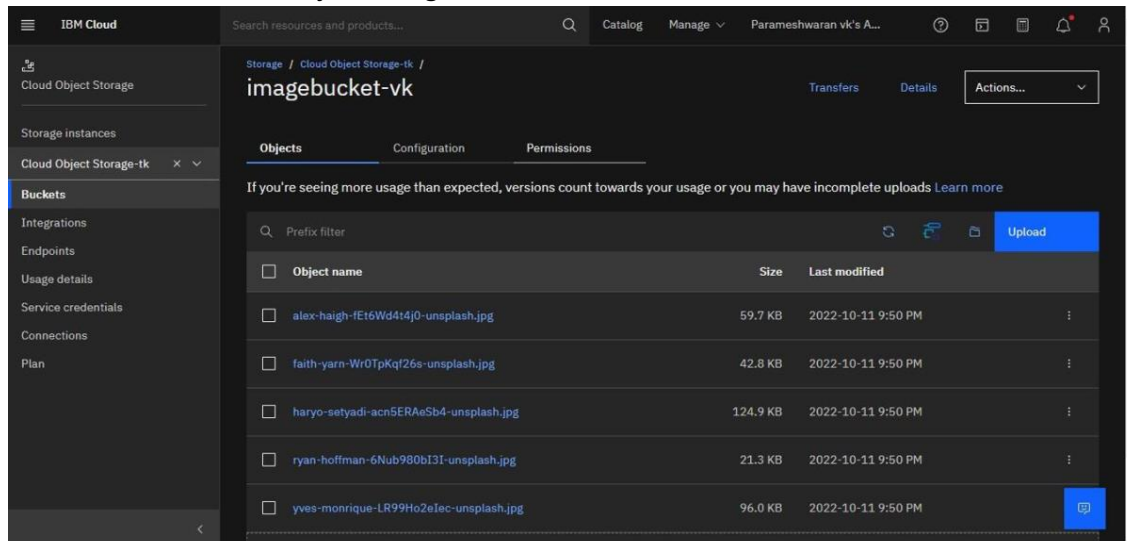 IBM Cloud
Search resources and products...
Catalog
Manage
Parameshwaran vk's A...
Cloud Object Storage
Storage instances
Cloud Object Storage-tk
Buckets
Integrations
Endpoints
Usage details
Service credentials
Connections
Plan
Storage / Cloud Object Storage-tk /
imagebucket-vk
Transfers
Details
Actions...
Objects
Configuration
Permissions
If you're seeing more usage than expected, versions count towards your usage or you may have incomplete uploads Learn more
Prefix filter
Upload
Object name Size Last modified
alex-haigh-fEt6Wd4t4j0-unsplash.jpg 59.7 KB 2022-10-11 9:50 PM
faith-yarn-Wr0TpKqf26s-unsplash.jpg 42.8 KB 2022-10-11 9:50 PM
haryo-setyadi-acn5ERAeSb4-unsplash.jpg 124.9 KB 2022-10-11 9:50 PM
ryan-hoffman-6Nub980bI3I-unsplash.jpg 21.3 KB 2022-10-11 9:50 PM
yves-monrique-LR99Ho2eIec-unsplash.jpg 96.0 KB 2022-10-11 9:50 PM